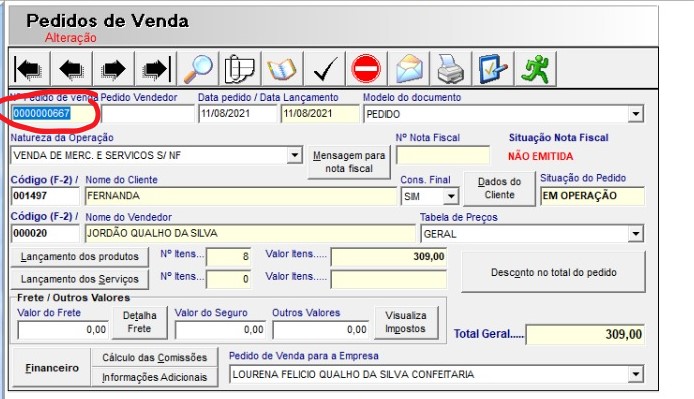 Pedidos de Venda
Alteração
Nº Pedido de venda Pedido Vendedor Data pedido / Data Lançamento Modelo do documento
0000000667 11/08/2021 11/08/2021 PEDIDO
Natureza da Operação Nº Nota Fiscal Situação Nota Fiscal
VENDA DE MERC. E SERVICOS S/ NF Mensagem para nota fiscal NÃO EMITIDA
Código (F-2) / Nome do Cliente Cons. Final Dados do Cliente Situação do Pedido
001497 FERNANDA SIM EM OPERAÇÃO
Código (F-2) / Nome do Vendedor Tabela de Preços
000020 JORDÃO QUALHO DA SILVA GERAL
Lançamento dos produtos Nº Itens... 8 Valor Itens..... 309,00
Desconto no total do pedido
Lançamento dos Serviços Nº Itens... 0 Valor Itens.....
Frete / Outros Valores
Valor do Frete Detalha Frete Valor do Seguro Outros Valores Visualiza Impostos
0,00 0,00 0,00 Total Geral..... 309,00
Financeiro Cálculo das Comissões Pedido de Venda para a Empresa
Informações Adicionais LOURENA FELICIO QUALHO DA SILVA CONFEITARIA